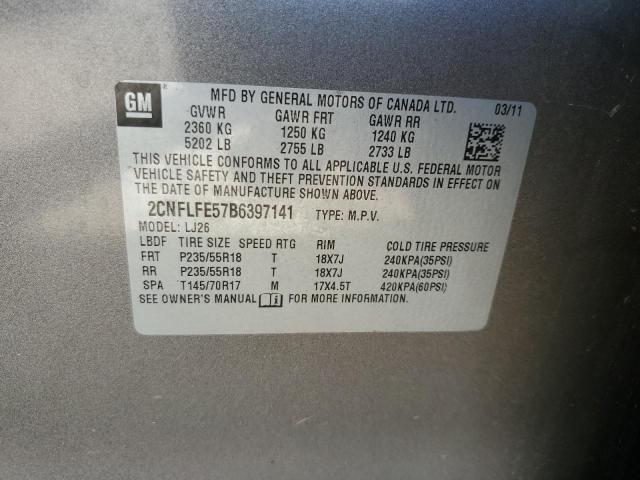 GM
MFD BY GENERAL MOTORS OF CANADA LTD. 03/11
GVWR GAWR FRT GAWR RR
2360 KG 1250 KG 1240 KG
5202 LB 2755 LB 2733 LB
THIS VEHICLE CONFORMS TO ALL APPLICABLE U.S. FEDERAL MOTOR
VEHICLE SAFETY AND THEFT PREVENTION STANDARDS IN EFFECT ON
THE DATE OF MANUFACTURE SHOWN ABOVE.
2CNFLFE57B6397141 TYPE: M.P.V.
MODEL: LJ26
LBDF TIRE SIZE SPEED RTG RIM COLD TIRE PRESSURE
FRT P235/55R18 T 18X7J 240KPA(35PSI)
RR P235/55R18 T 18X7J 240KPA(35PSI)
SPA T145/70R17 M 17X4.5T 420KPA(60PSI)
SEE OWNER'S MANUAL FOR MORE INFORMATION.